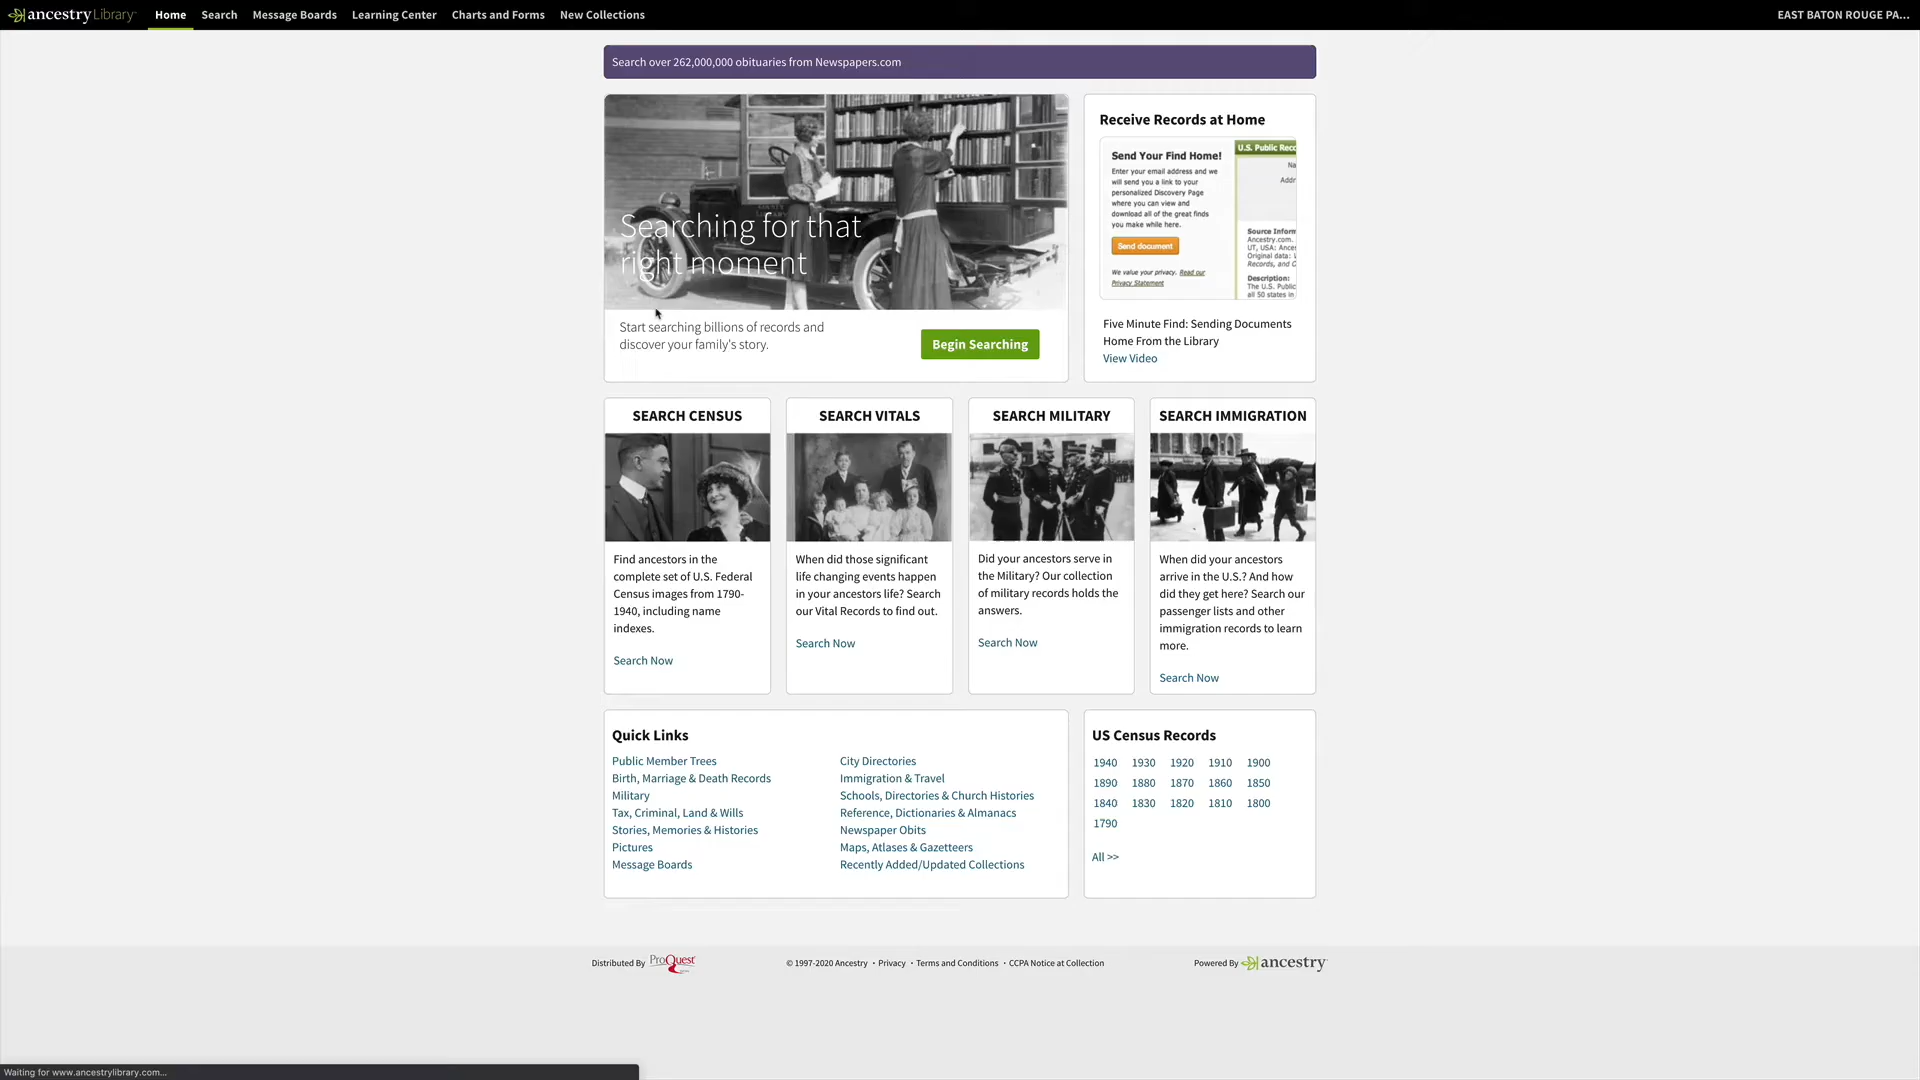 ancestryLibrary Home Search Message Boards Learning Center Charts and Forms New Collections EAST BATON ROUGE PA...
Search over 262,000,000 obituaries from Newspapers.com
Searching for that
right moment
Start searching billions of records and
discover your family's story.
Begin Searching
Receive Records at Home
Send Your Find Home!
Enter your email address and we
will send you a link to your
personalized Discovery Page
where you can view and
download all of the great finds
you make while here.
Send document
We value your privacy. Read our
Privacy Statement
U.S. Public Reco
Na
Addr
Source Inform
Ancestry.com.
UT, USA: Ances
Original data:
Records, and C
Description:
The U.S. Public
all 50 states in
Five Minute Find: Sending Documents
Home From the Library
View Video
SEARCH CENSUS
Find ancestors in the
complete set of U.S. Federal
Census images from 1790-
1940, including name
indexes.
Search Now
SEARCH VITALS
When did those significant
life changing events happen
in your ancestors life? Search
our Vital Records to find out.
Search Now
SEARCH MILITARY
Did your ancestors serve in
the Military? Our collection
of military records holds the
answers.
Search Now
SEARCH IMMIGRATION
When did your ancestors
arrive in the U.S.? And how
did they get here? Search our
passenger lists and other
immigration records to learn
more.
Search Now
Quick Links
Public Member Trees
Birth, Marriage & Death Records
Military
Tax, Criminal, Land & Wills
Stories, Memories & Histories
Pictures
Message Boards
City Directories
Immigration & Travel
Schools, Directories & Church Histories
Reference, Dictionaries & Almanacs
Newspaper Obits
Maps, Atlases & Gazetteers
Recently Added/Updated Collections
US Census Records
1940 1930 1920 1910 1900
1890 1880 1870 1860 1850
1840 1830 1820 1810 1800
1790
All >>
Distributed By ProQuest
© 1997-2020 Ancestry • Privacy • Terms and Conditions • CCPA Notice at Collection
Powered By ancestry
Waiting for www.ancestrylibrary.com...